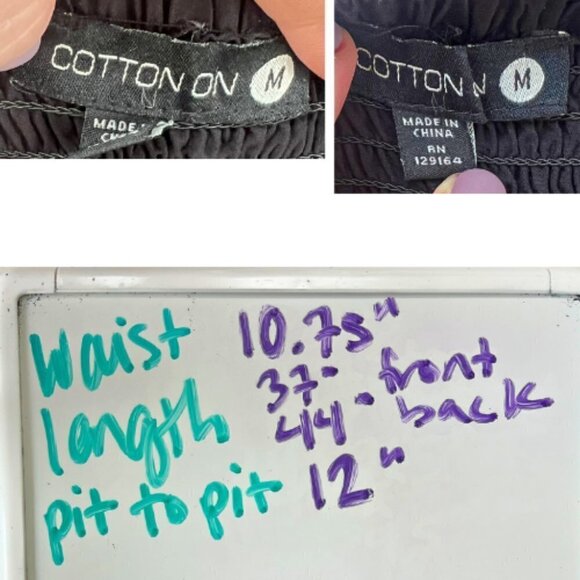 COTTON ON M
MADE
COTTON N M
MADE IN
CHINA
RN
129164
waist 10.75"
length 37" front
44" back
pit to pit 12"